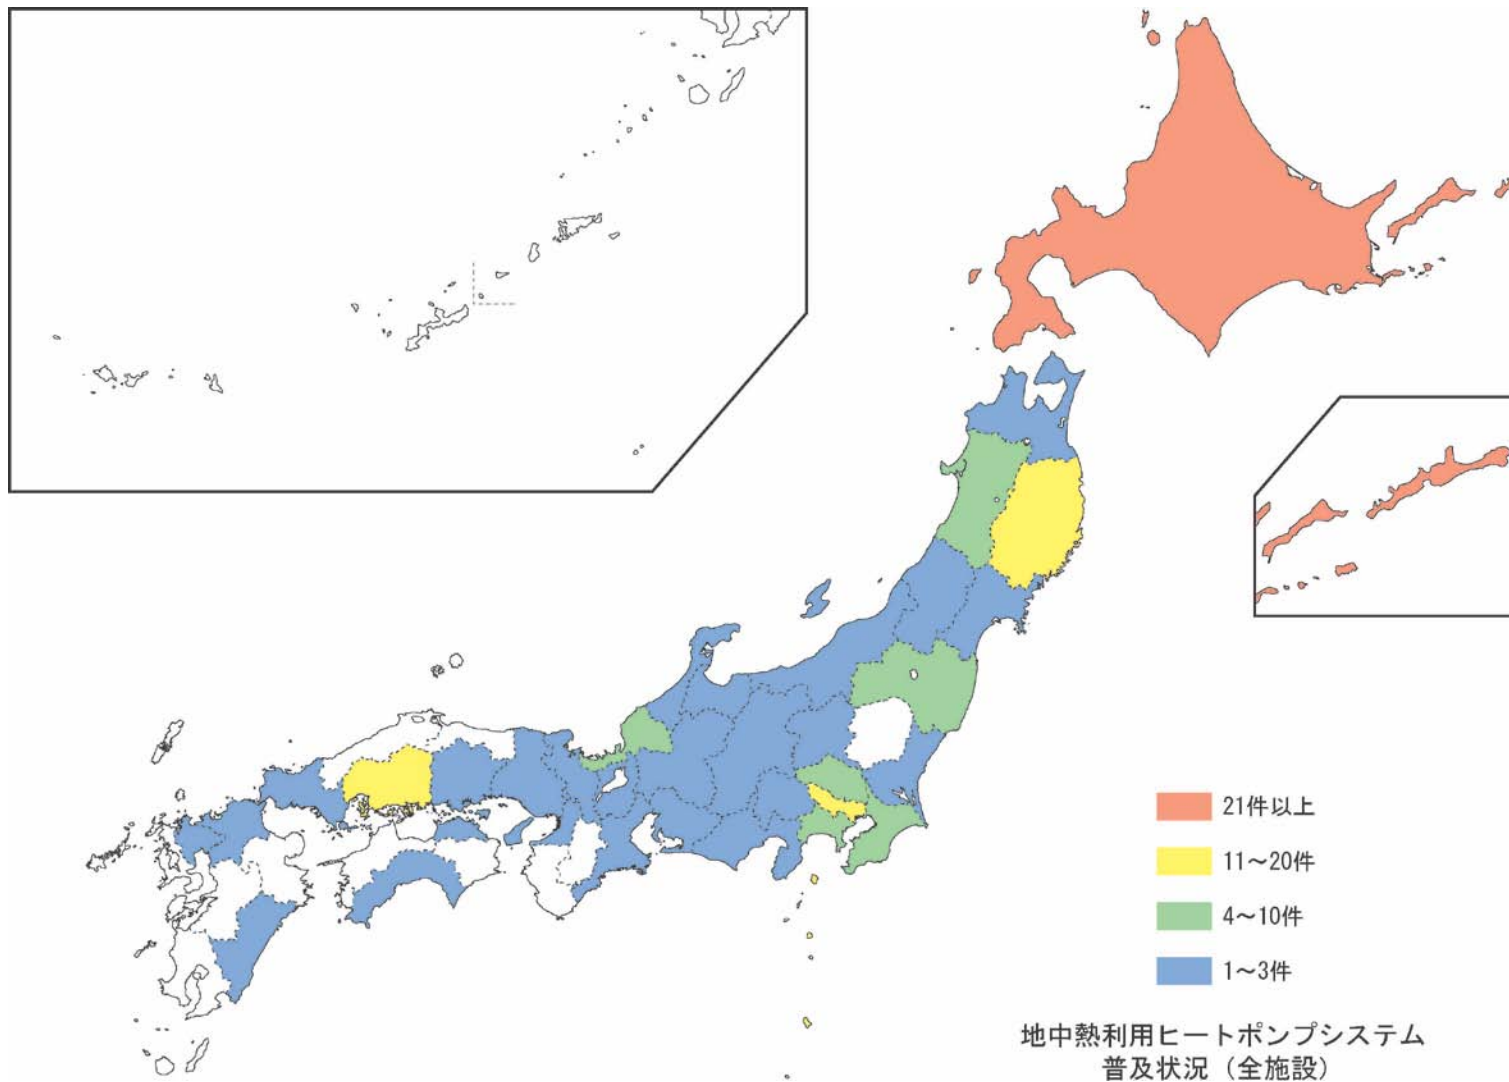 21件以上
11～20件
4～10件
1～3件
地中熱利用ヒートポンプシステム
普及状況（全施設）